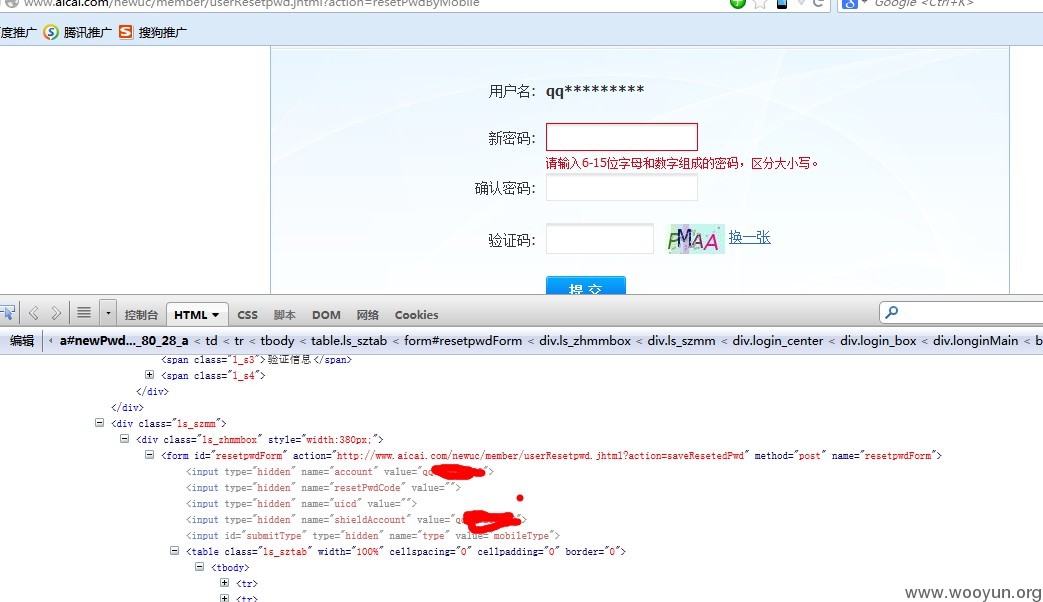 www.aicai.com/newuc/member/userResetpwd.jhtml?action=resetPwdByMobile
Google <Ctrl+K>
度推广 腾讯推广 搜狗推广
用户名: qq*********
新密码:
请输入6-15位字母和数字组成的密码，区分大小写。
确认密码:
验证码: PMAA 换一张
提 交
控制台 HTML CSS 脚本 DOM 网络 Cookies
编辑 a#newPwd..._80_28_a < td < tr < tbody < table.ls_sztab < form#resetpwdForm < div.ls_zhmmbox < div.ls_szmm < div.login_center < div.login_box < div.longinMain < b
<span class="l_s3">验证信息</span>
<span class="l_s4">
</div>
</div>
<div class="ls_szmm">
<div class="ls_zhmmbox" style="width:380px;">
<form id="resetpwdForm" action="http://www.aicai.com/newuc/member/userResetpwd.jhtml?action=saveResetedPwd" method="post" name="resetpwdForm">
<input type="hidden" name="account" value="qq">
<input type="hidden" name="resetPwdCode" value="">
<input type="hidden" name="uicd" value="">
<input type="hidden" name="shieldAccount" value="qq">
<input id="submitType" type="hidden" name="type" value="mobileType">
<table class="ls_sztab" width="100%" cellspacing="0" cellpadding="0" border="0">
<tbody>
<tr>
<tr>
www.wooyun.org